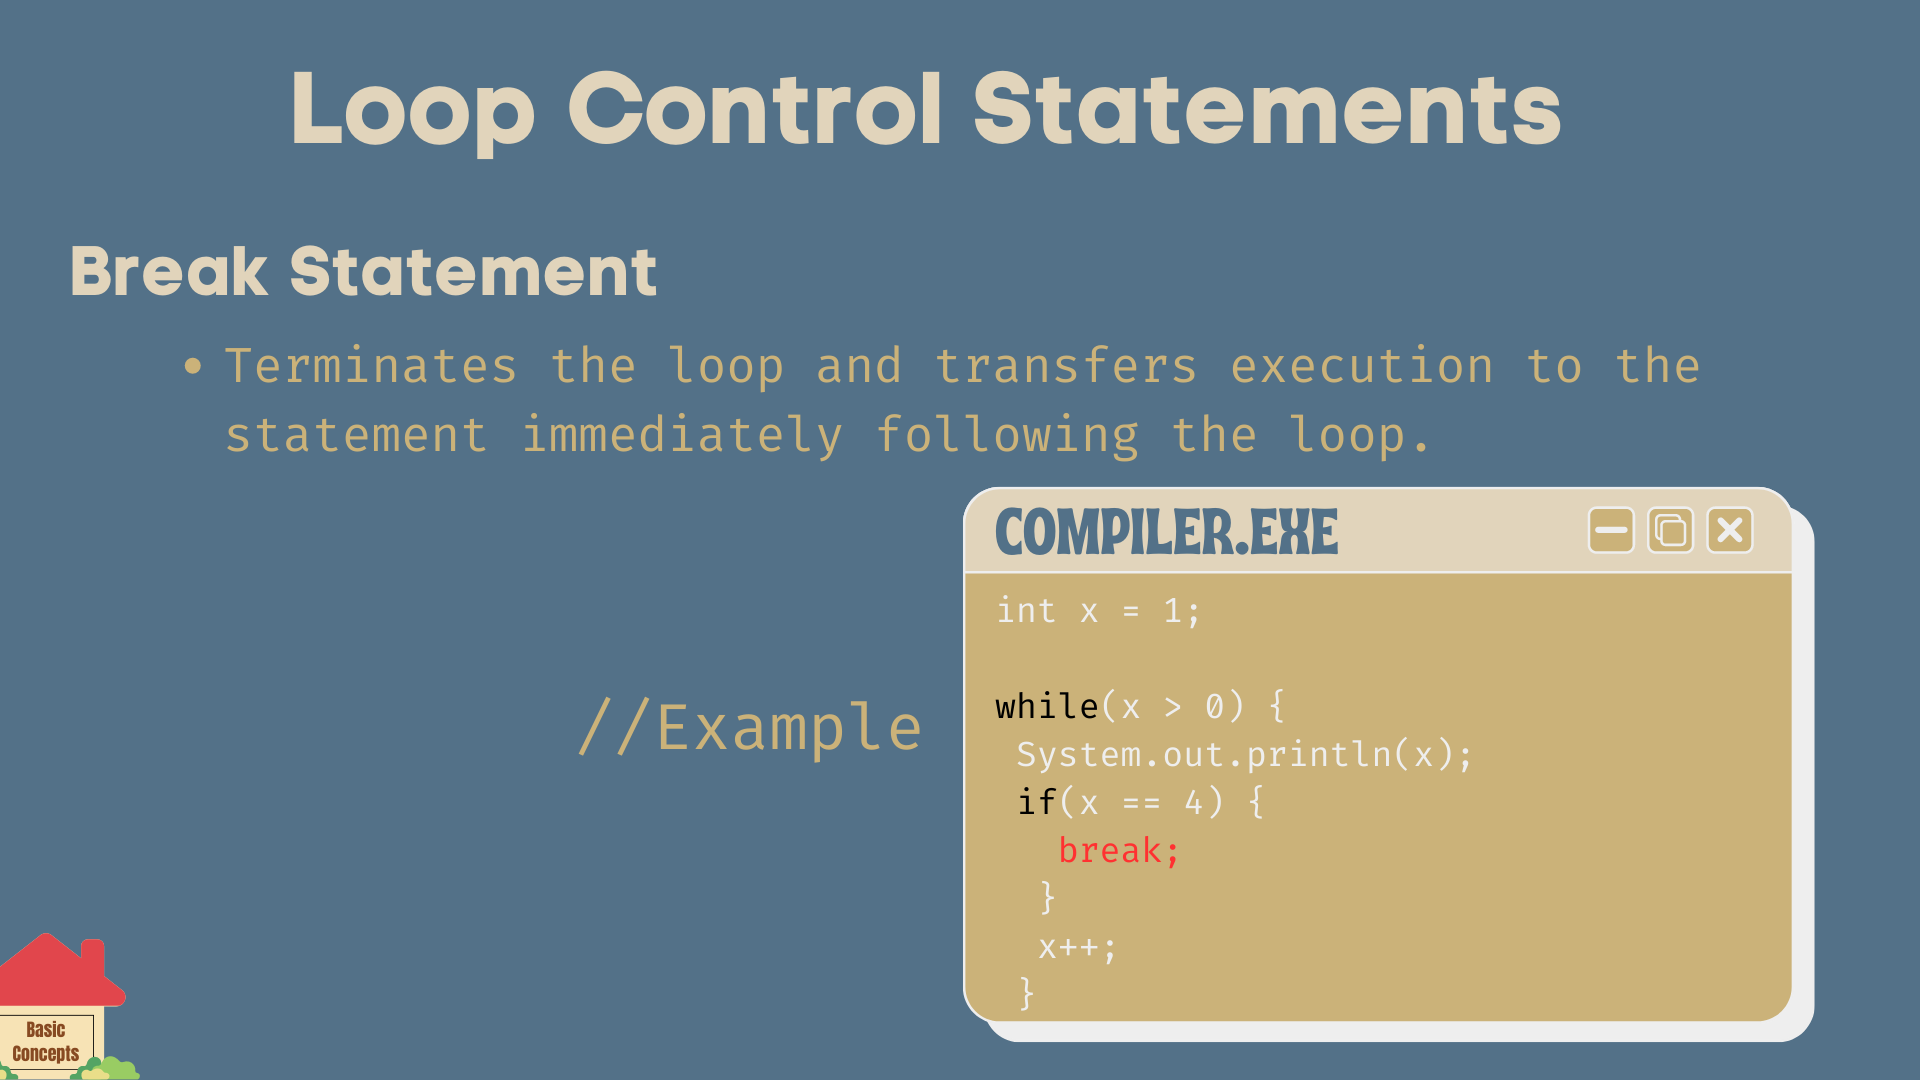 Loop Control Statements
Break Statement
• Terminates the loop and transfers execution to the
statement immediately following the loop.
//Example
COMPILER.EXE
int x = 1;
while(x > 0) {
System.out.println(x);
if(x == 4) {
break;
}
x++;
}
Basic
Concepts